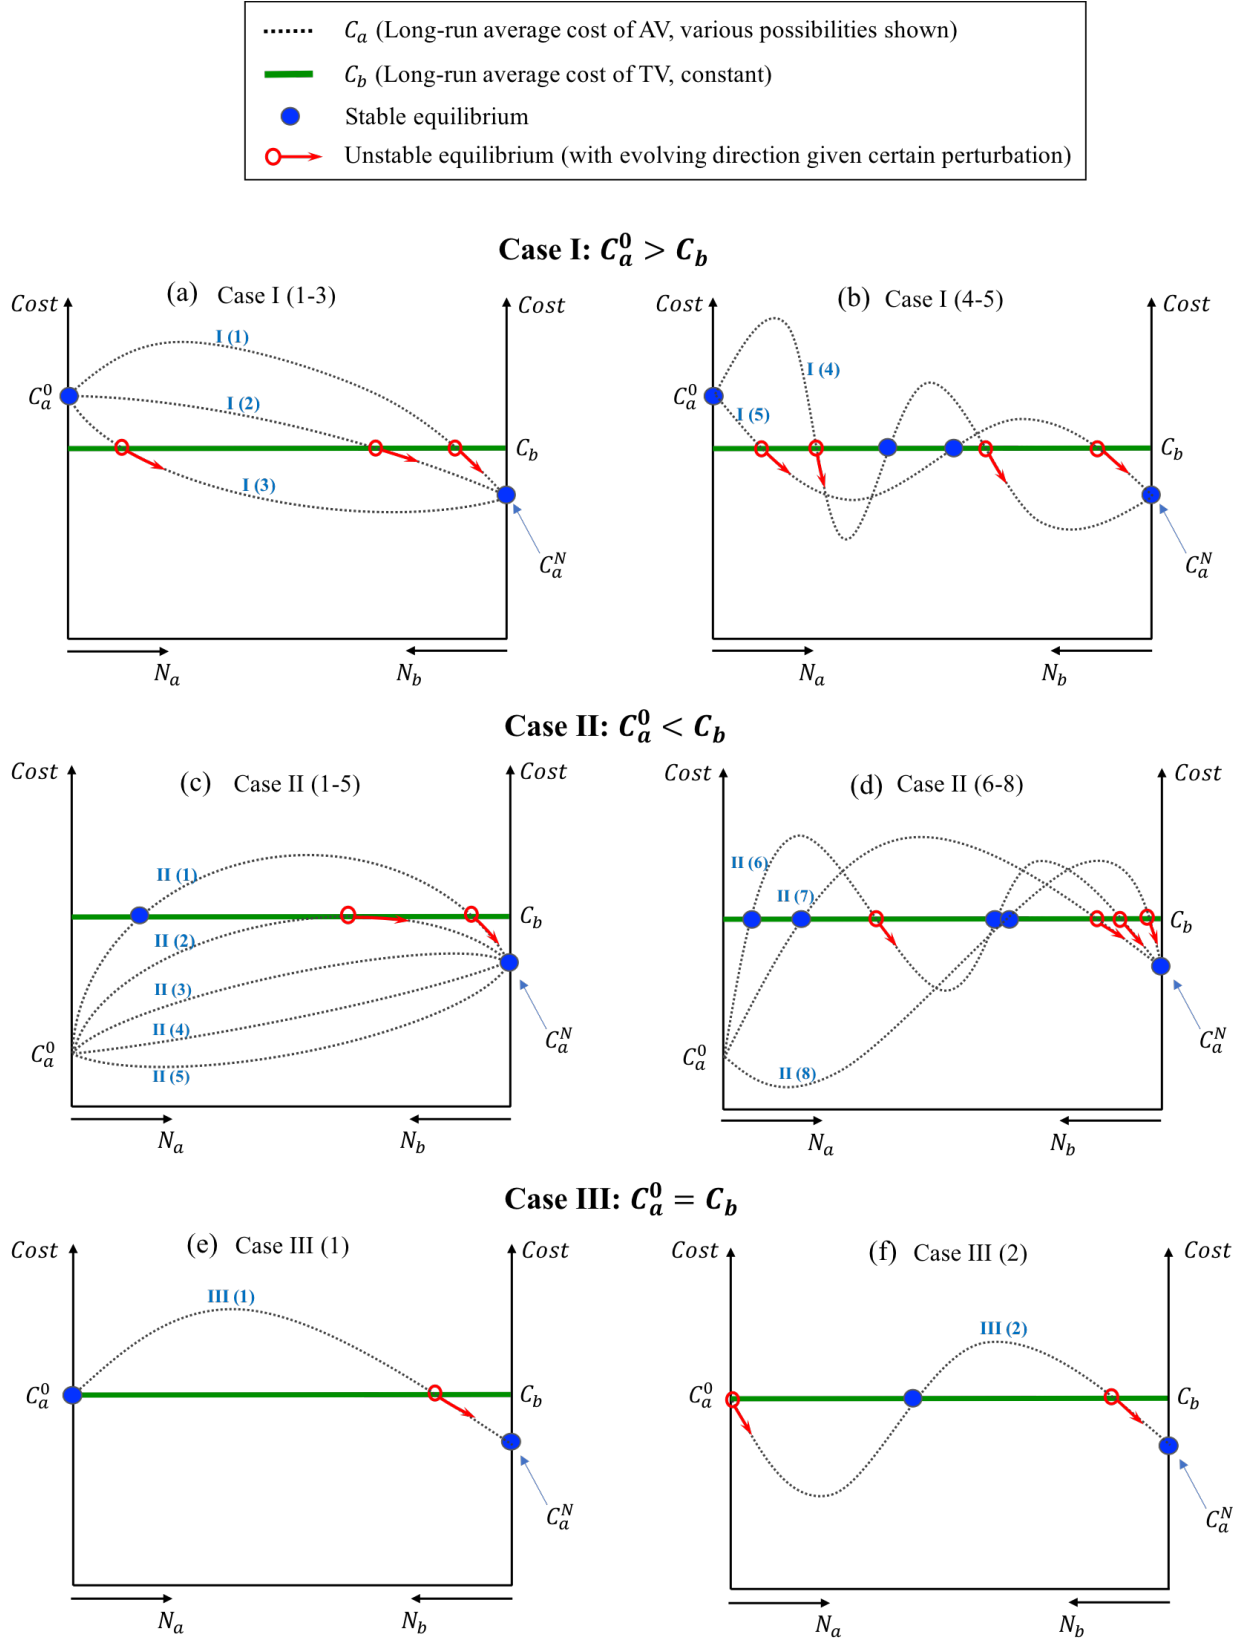 C_a (Long-run average cost of AV, various possibilities shown)
C_b (Long-run average cost of TV, constant)
Stable equilibrium
Unstable equilibrium (with evolving direction given certain perturbation)
Case I: C_a^0 > C_b
(a) Case I (1-3)
Cost
Cost
I (1)
C_a^0
I (2)
C_b
I (3)
C_a^N
N_a
N_b
(b) Case I (4-5)
Cost
Cost
I (4)
C_a^0
I (5)
C_b
C_a^N
N_a
N_b
Case II: C_a^0 < C_b
(c) Case II (1-5)
Cost
Cost
II (1)
C_b
II (2)
II (3)
II (4)
C_a^0
C_a^N
II (5)
N_a
N_b
(d) Case II (6-8)
Cost
Cost
II (6)
II (7)
C_b
C_a^0
C_a^N
II (8)
N_a
N_b
Case III: C_a^0 = C_b
(e) Case III (1)
Cost
Cost
III (1)
C_a^0
C_b
C_a^N
N_a
N_b
(f) Case III (2)
Cost
Cost
III (2)
C_a^0
C_b
C_a^N
N_a
N_b